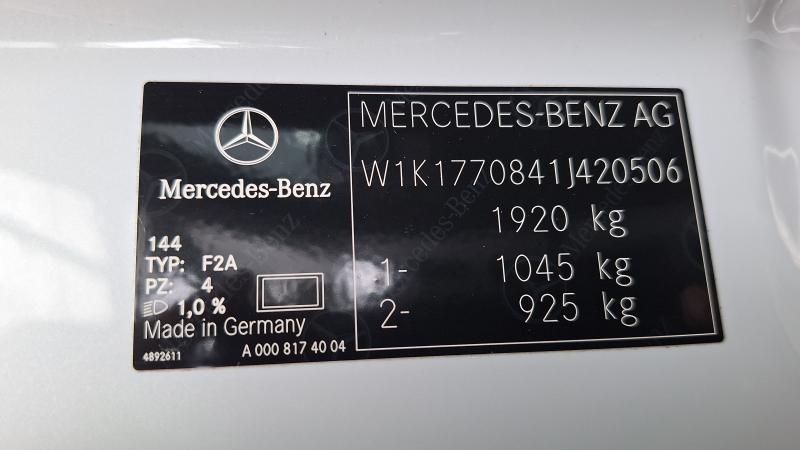 Mercedes-Benz
144
TYP: F2A
PZ: 4
1,0 %
Made in Germany
4892611
A 000 817 40 04
MERCEDES-BENZ AG
W1K1770841J420506
1920 kg
1- 1045 kg
2- 925 kg